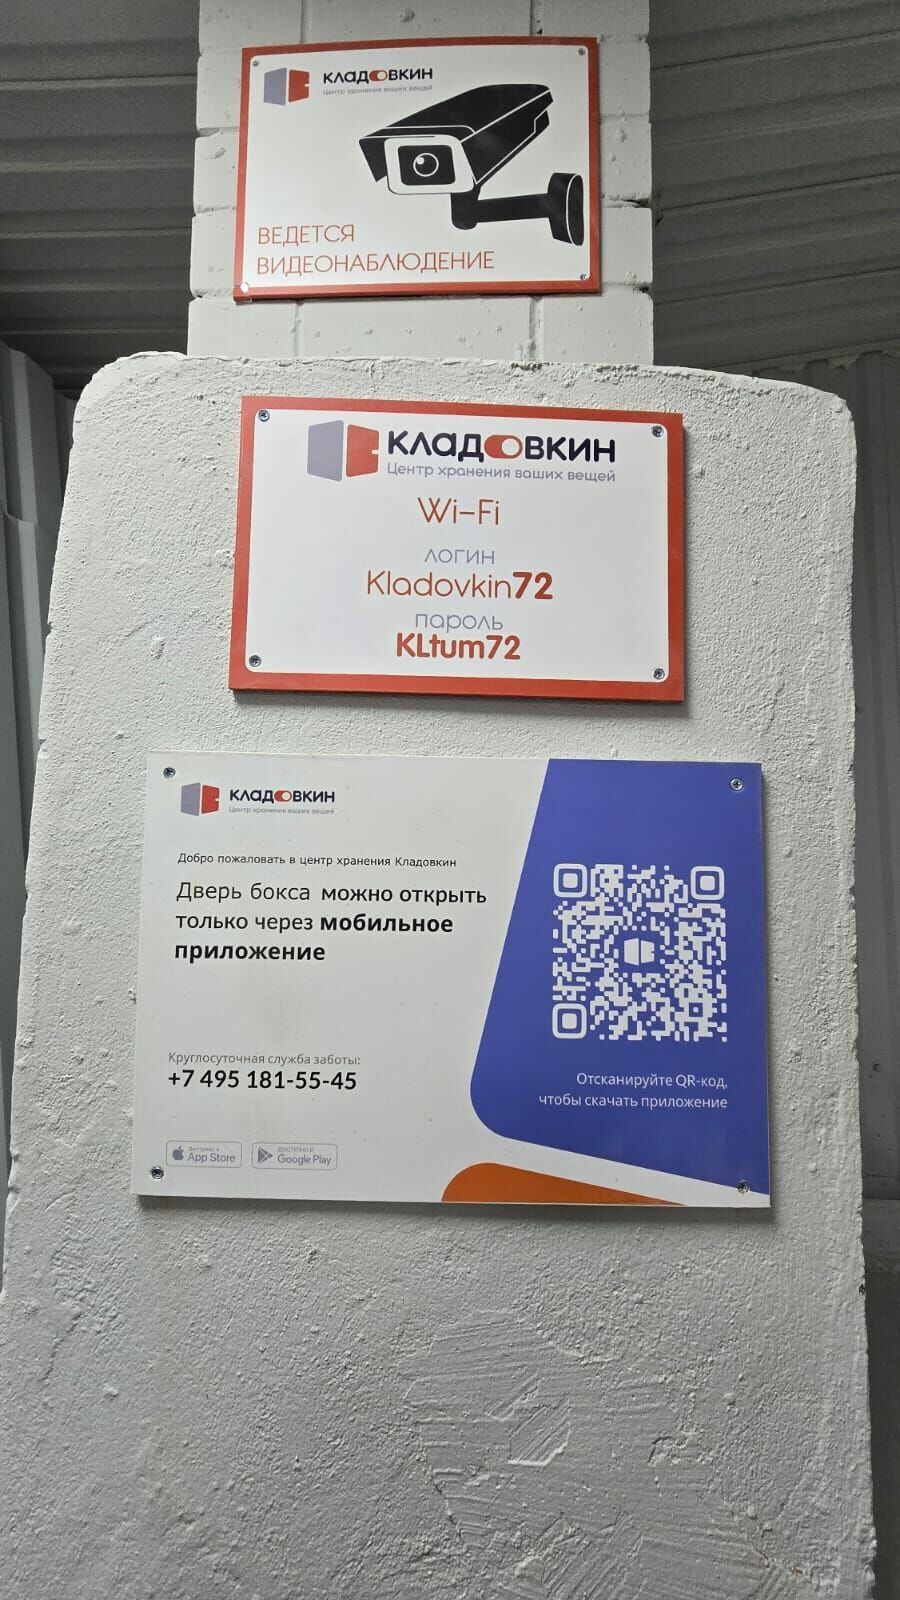 КЛАДОВКИН
Центр хранения ваших вещей
ВЕДЕТСЯ
ВИДЕОНАБЛЮДЕНИЕ
КЛАДОВКИН
Центр хранения ваших вещей
Wi-Fi
логин
Kladovkin72
пароль
KLtum72
КЛАДОВКИН
Центр хранения ваших вещей
Добро пожаловать в центр хранения Кладовкин
Дверь бокса можно открыть
только через мобильное
приложение
Круглосуточная служба заботы:
+7 495 181-55-45
Отсканируйте QR-код,
чтобы скачать приложение
Доступно в
App Store
ДОСТУПНО В
Google Play